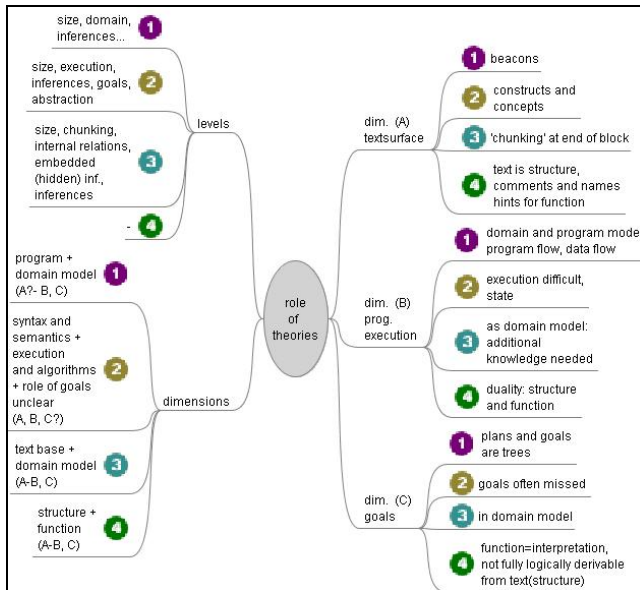 size, domain,
inferences...
1
size, execution,
inferences, goals,
abstraction
2
levels
size, chunking,
internal relations,
embedded
(hidden) inf.,
inferences
3
-
4
program +
domain model
(A?- B, C)
1
syntax and
semantics +
execution
and algorithms
+ role of goals
unclear
(A, B, C?)
2
dimensions
text base +
domain model
(A-B, C)
3
structure +
function
(A-B, C)
4
role
of
theories
dim. (A)
textsurface
1
beacons
2
constructs and
concepts
3
'chunking' at end of block
4
text is structure,
comments and names
hints for function
dim. (B)
prog.
execution
1
domain and program mode
program flow, data flow
2
execution difficult,
state
3
as domain model:
additional
knowledge needed
4
duality: structure
and function
dim. (C)
goals
1
plans and goals
are trees
2
goals often missed
3
in domain model
4
function=interpretation,
not fully logically derivable
from text(structure)